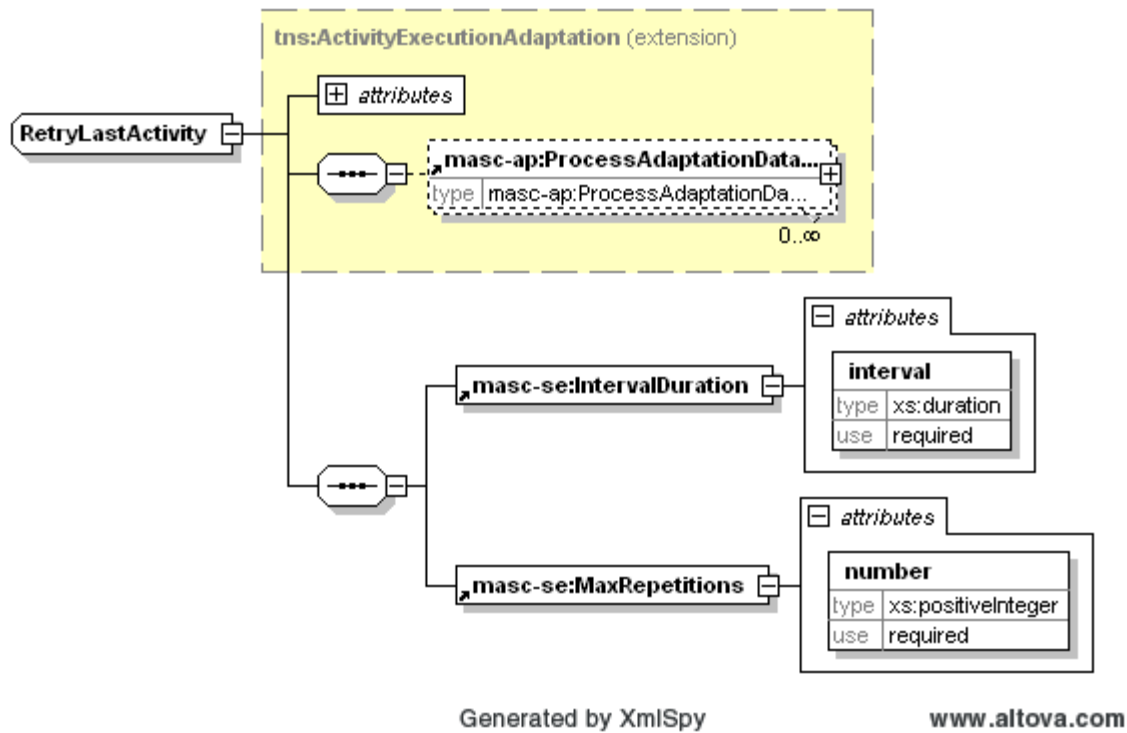 tns:ActivityExecutionAdaptation (extension)
attributes
RetryLastActivity
masc-ap:ProcessAdaptationData...
type masc-ap:ProcessAdaptationDa...
0..∞
attributes
interval
type xs:duration
use required
masc-se:IntervalDuration
attributes
number
type xs:positiveInteger
use required
masc-se:MaxRepetitions
Generated by XmlSpy
www.altova.com